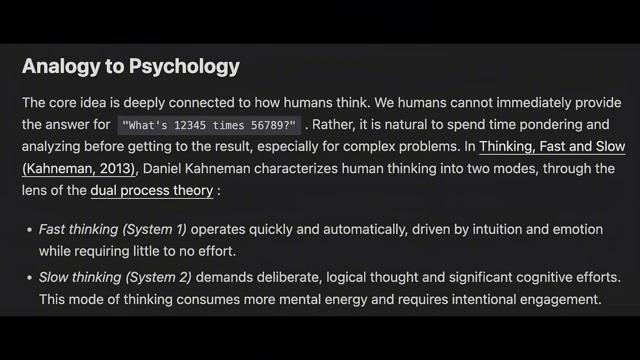 Analogy to Psychology
The core idea is deeply connected to how humans think. We humans cannot immediately provide
the answer for "What's 12345 times 56789?" . Rather, it is natural to spend time pondering and
analyzing before getting to the result, especially for complex problems. In Thinking, Fast and Slow
(Kahneman, 2013), Daniel Kahneman characterizes human thinking into two modes, through the
lens of the dual process theory :
• Fast thinking (System 1) operates quickly and automatically, driven by intuition and emotion
while requiring little to no effort.
• Slow thinking (System 2) demands deliberate, logical thought and significant cognitive efforts.
This mode of thinking consumes more mental energy and requires intentional engagement.